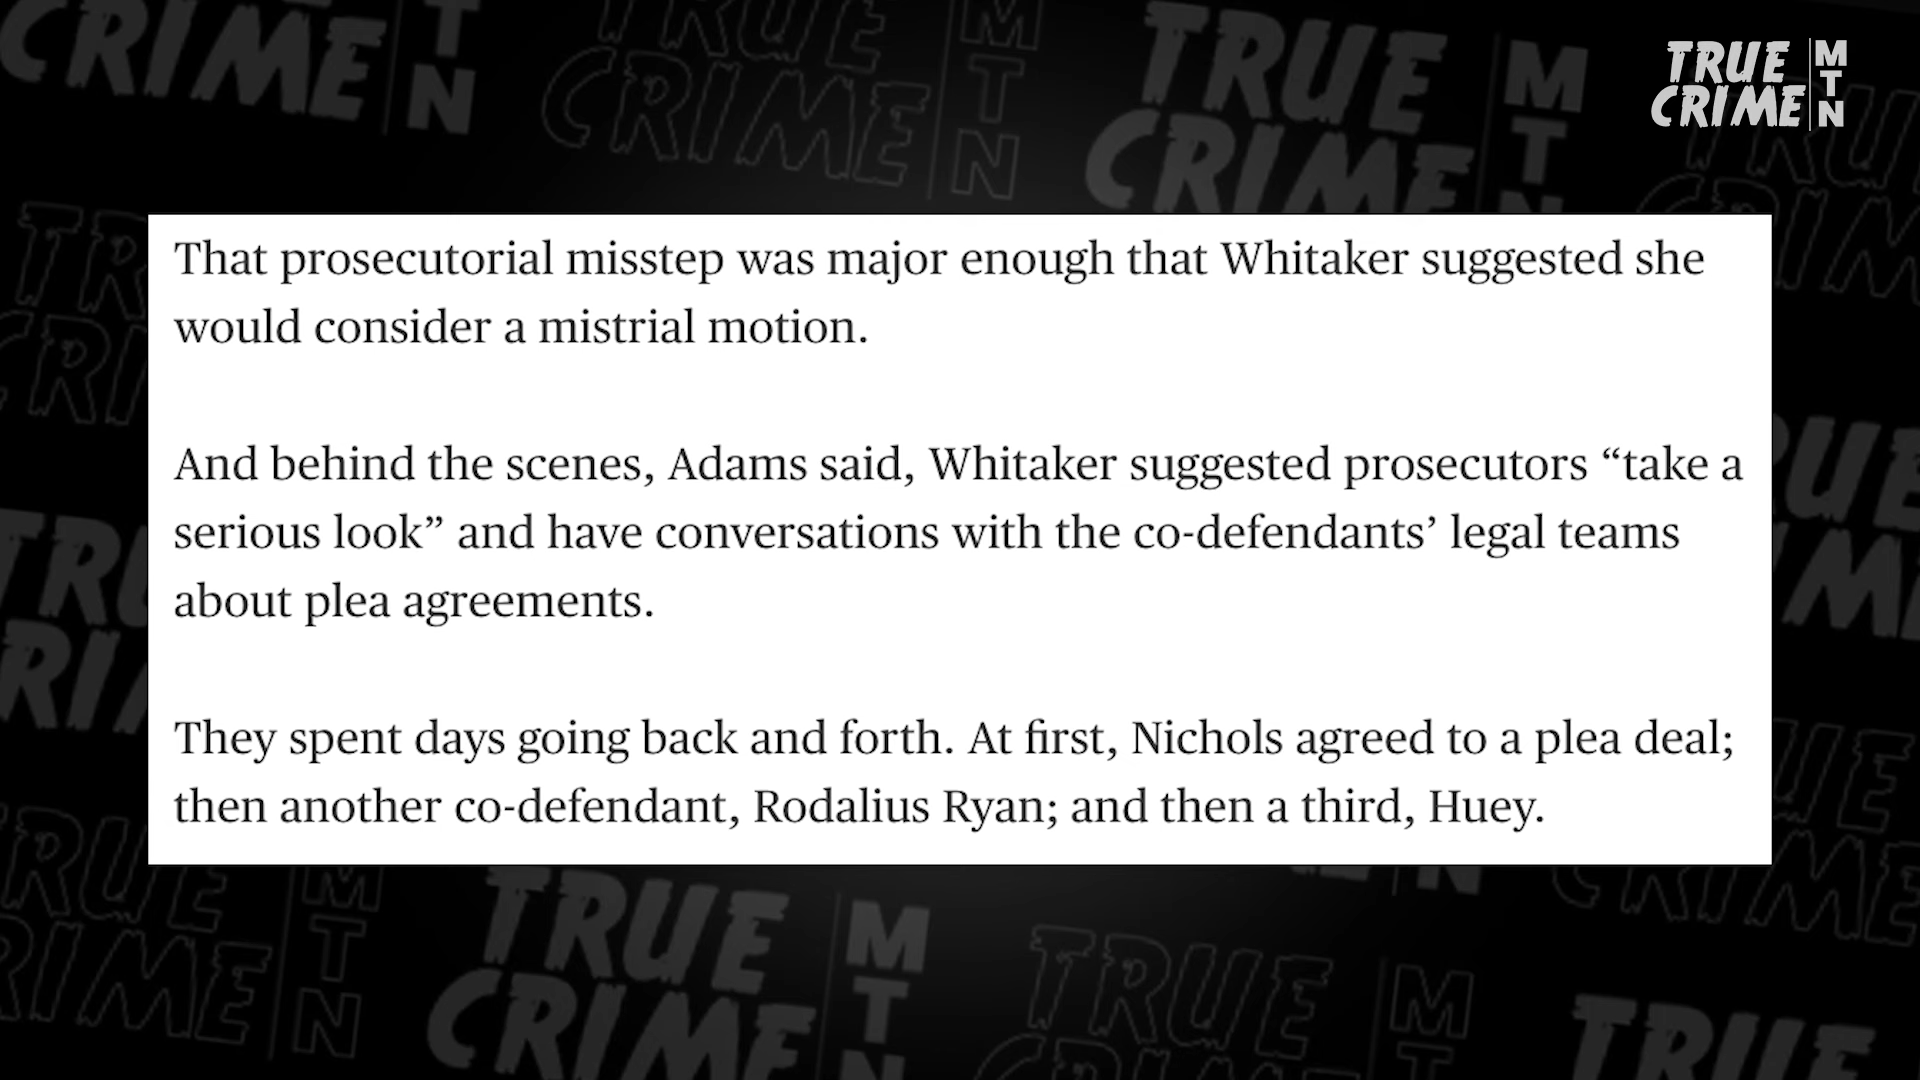 TRUE
CRIME
MTN
That prosecutorial misstep was major enough that Whitaker suggested she
would consider a mistrial motion.
And behind the scenes, Adams said, Whitaker suggested prosecutors “take a
serious look” and have conversations with the co-defendants’ legal teams
about plea agreements.
They spent days going back and forth. At first, Nichols agreed to a plea deal;
then another co-defendant, Rodalius Ryan; and then a third, Huey.